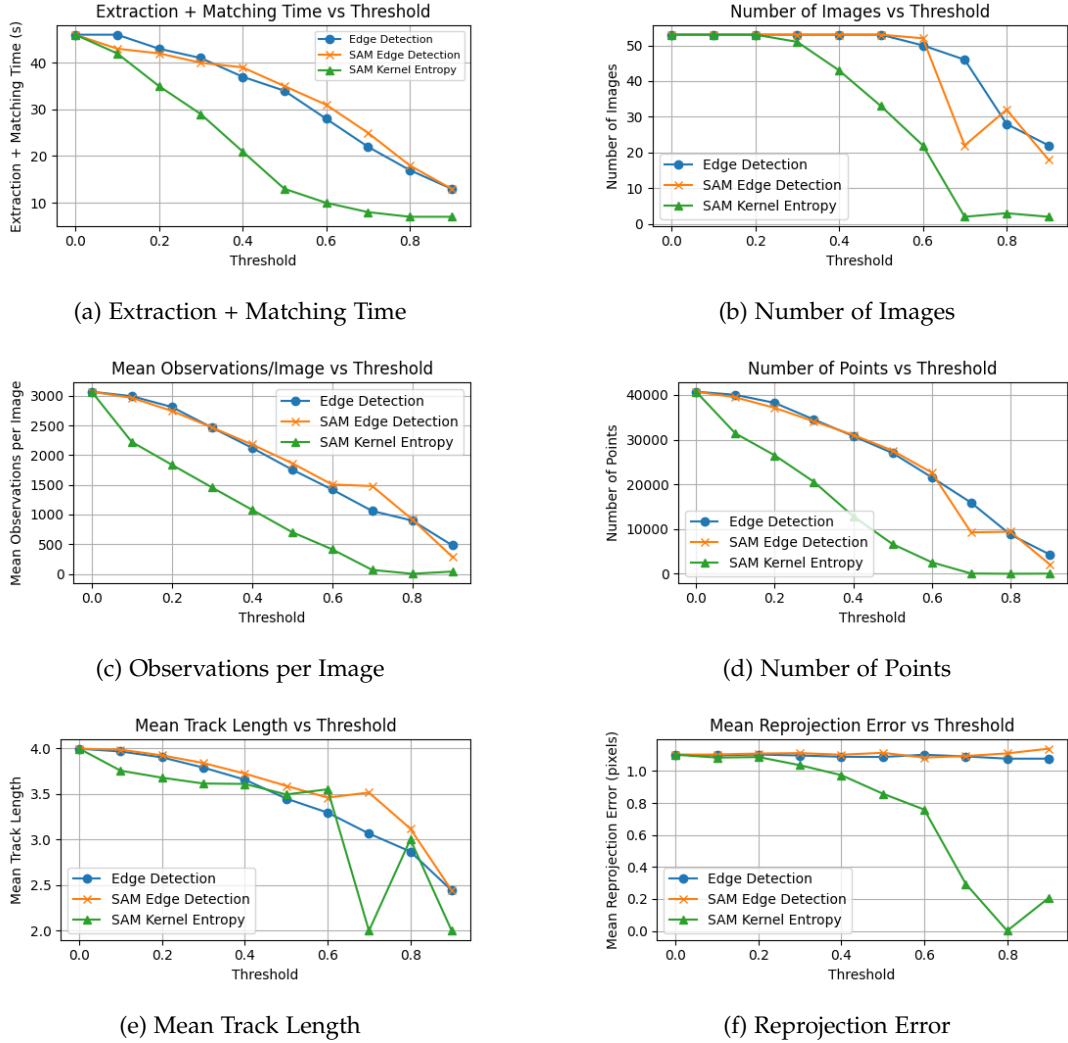 Extraction + Matching Time vs Threshold
Extraction + Matching Time (s)
40
30
20
10
Edge Detection
SAM Edge Detection
SAM Kernel Entropy
0.0 0.2 0.4 0.6 0.8
Threshold
(a) Extraction + Matching Time
Number of Images vs Threshold
Number of Images
50
40
30
20
10
0
Edge Detection
SAM Edge Detection
SAM Kernel Entropy
0.0 0.2 0.4 0.6 0.8
Threshold
(b) Number of Images
Mean Observations/Image vs Threshold
Mean Observations per Image
3000
2500
2000
1500
1000
500
0
Edge Detection
SAM Edge Detection
SAM Kernel Entropy
0.0 0.2 0.4 0.6 0.8
Threshold
(c) Observations per Image
Number of Points vs Threshold
Number of Points
40000
30000
20000
10000
0
Edge Detection
SAM Edge Detection
SAM Kernel Entropy
0.0 0.2 0.4 0.6 0.8
Threshold
(d) Number of Points
Mean Track Length vs Threshold
Mean Track Length
4.0
3.5
3.0
2.5
2.0
Edge Detection
SAM Edge Detection
SAM Kernel Entropy
0.0 0.2 0.4 0.6 0.8
Threshold
(e) Mean Track Length
Mean Reprojection Error vs Threshold
Mean Reprojection Error (pixels)
1.0
0.8
0.6
0.4
0.2
0.0
Edge Detection
SAM Edge Detection
SAM Kernel Entropy
0.0 0.2 0.4 0.6 0.8
Threshold
(f) Reprojection Error